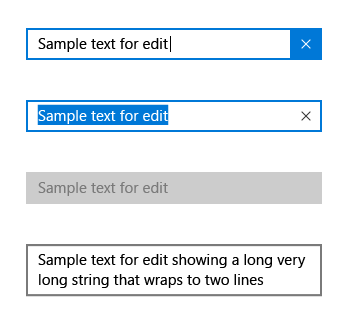 Sample text for edit
Sample text for edit
Sample text for edit
Sample text for edit showing a long very
long string that wraps to two lines